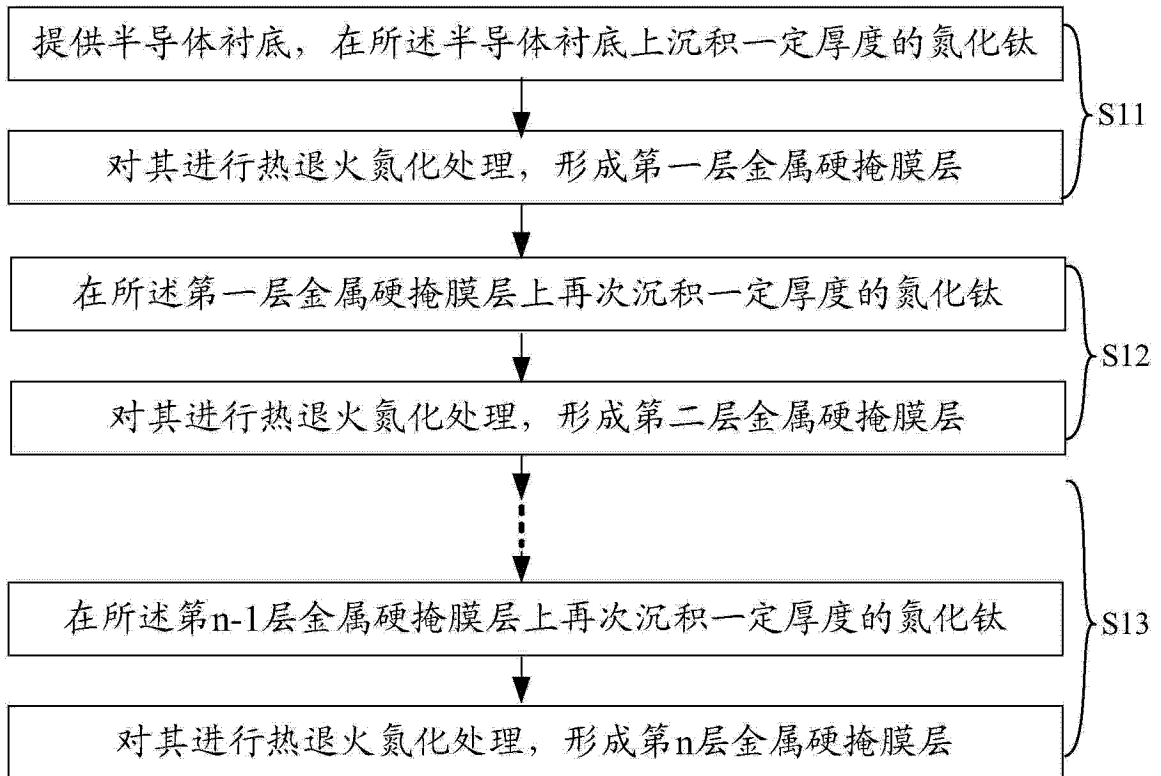 提供半导体衬底，在所述半导体衬底上沉积一定厚度的氮化钛
S11
对其进行热退火氮化处理，形成第一层金属硬掩膜层
在所述第一层金属硬掩膜层上再次沉积一定厚度的氮化钛
S12
对其进行热退火氮化处理，形成第二层金属硬掩膜层
在所述第n-1层金属硬掩膜层上再次沉积一定厚度的氮化钛
S13
对其进行热退火氮化处理，形成第n层金属硬掩膜层